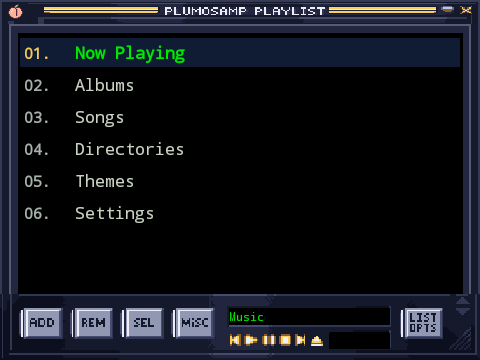 PLUMOSAMP PLAYLIST
01. Now Playing
02. Albums
03. Songs
04. Directories
05. Themes
06. Settings
ADD REM SEL MISC Music LIST
OPTS